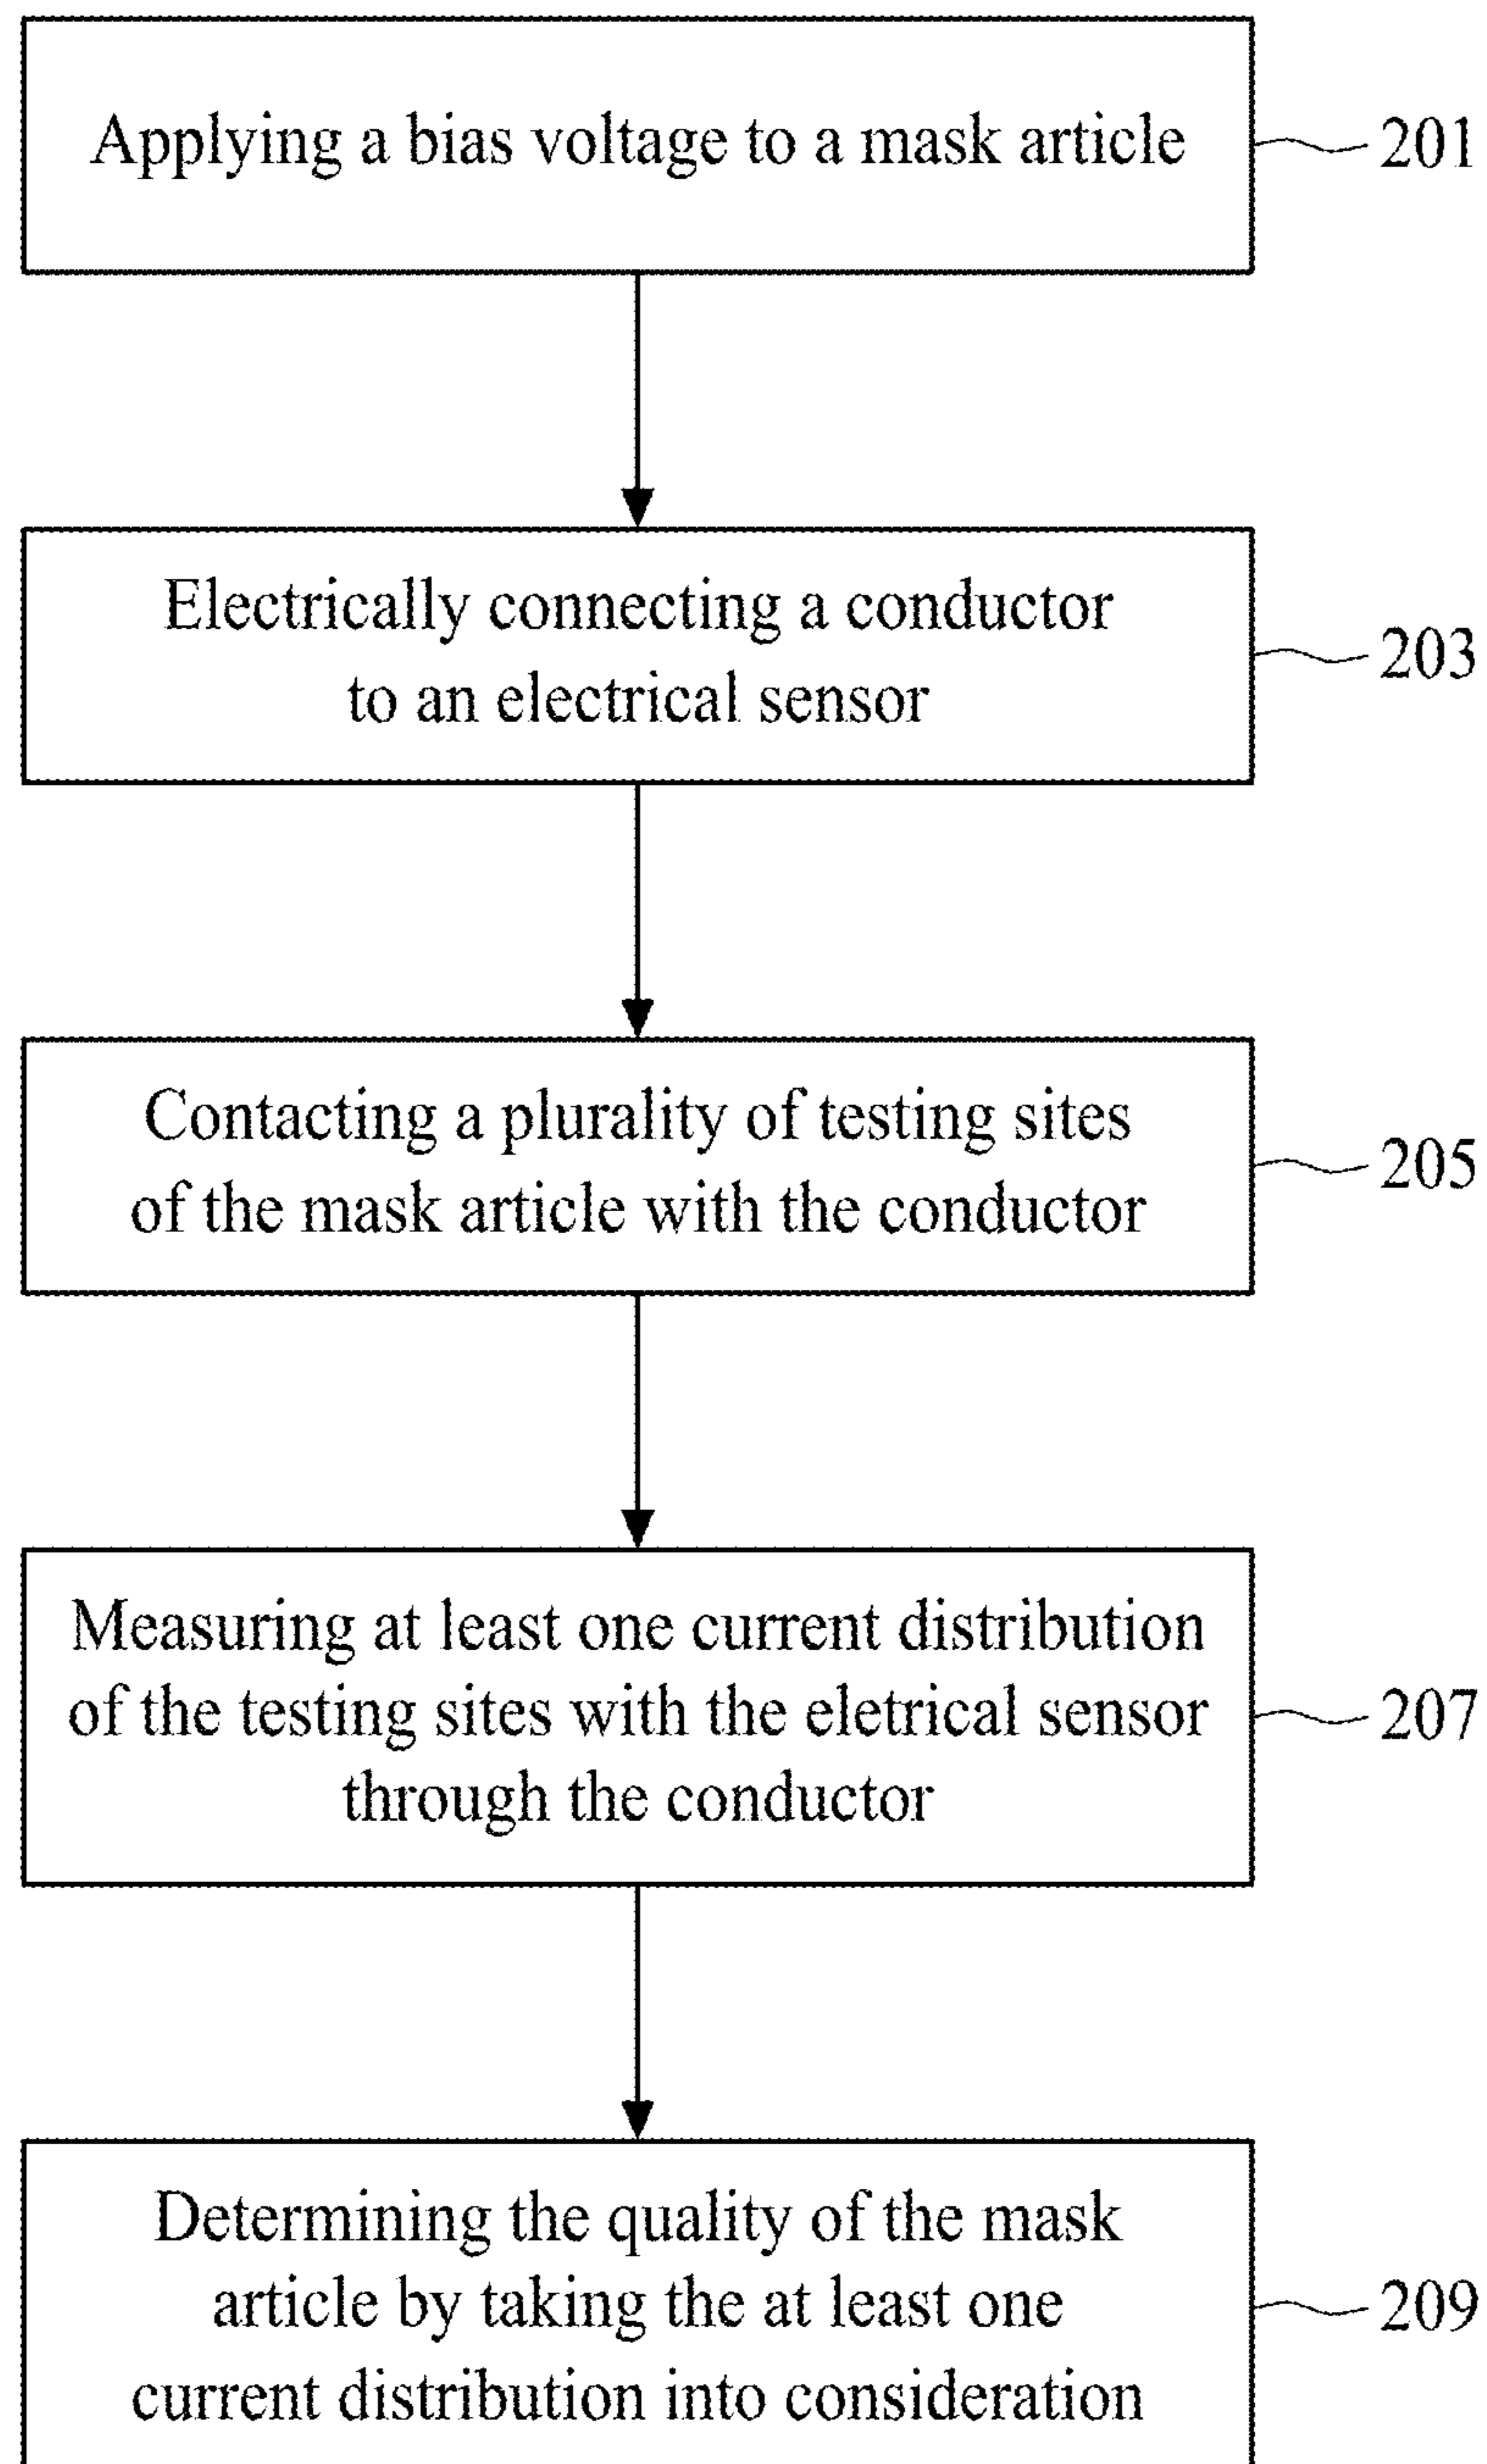 Applying a bias voltage to a mask article
201
Electrically connecting a conductor
to an electrical sensor
203
Contacting a plurality of testing sites
of the mask article with the conductor
205
Measuring at least one current distribution
of the testing sites with the eletrical sensor
through the conductor
207
Determining the quality of the mask
article by taking the at least one
current distribution into consideration
209